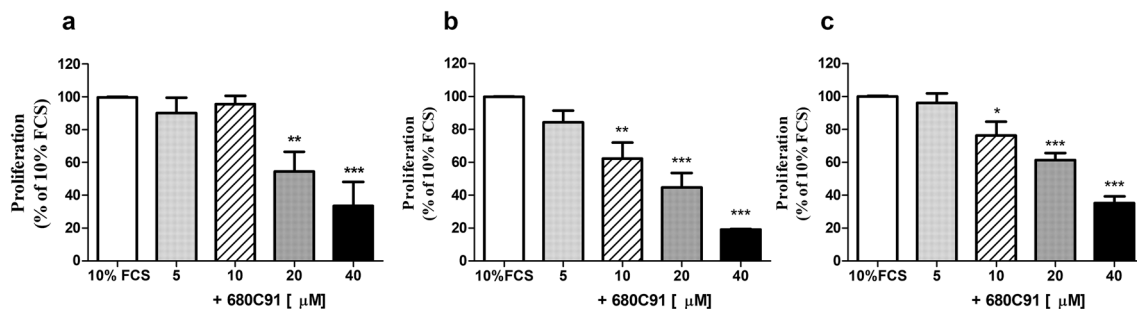 a
Proliferation
(% of 10% FCS)
120
100
80
60
40
20
0
**
***
10% FCS 5 10 20 40
+ 680C91 [ μM]
b
Proliferation
(% of 10% FCS)
120
100
80
60
40
20
0
**
***
***
10%FCS 5 10 20 40
+ 680C91 [ μM]
c
Proliferation
(% of 10% FCS)
120
100
80
60
40
20
0
*
***
***
10% FCS 5 10 20 40
+ 680C91 [ μM]